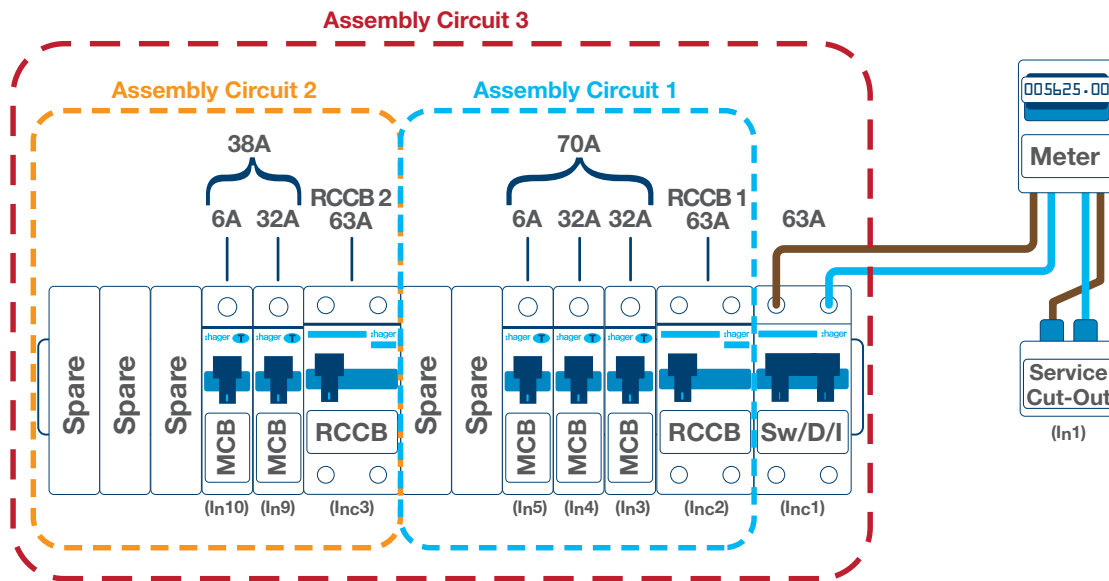 Assembly Circuit 3
Assembly Circuit 2
Assembly Circuit 1
38A
70A
6A
32A
RCCB 2
63A
6A
32A
32A
RCCB 1
63A
63A
005625.00
Meter
Service
Cut-Out
(In1)
:hager T
:hager T
:hager
:hager T
:hager T
:hager T
:hager
:hager
Spare
Spare
Spare
MCB
MCB
RCCB
Spare
Spare
MCB
MCB
MCB
RCCB
Sw/D/I
(In10)
(In9)
(Inc3)
(In5)
(In4)
(In3)
(Inc2)
(Inc1)